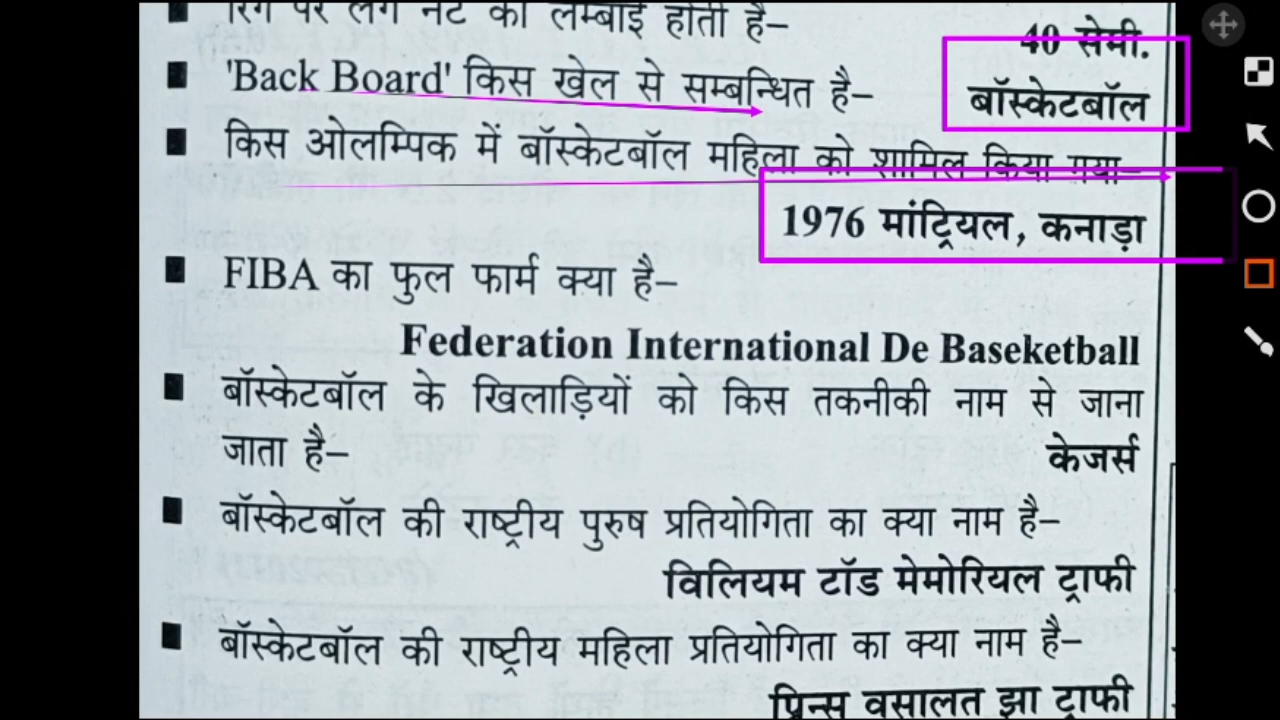 रिंग पर लगे नेट की लम्बाई होती है–
40 सेमी.
'Back Board' किस खेल से सम्बन्धित है– बॉस्केटबॉल
किस ओलम्पिक में बॉस्केटबॉल महिला को शामिल किया गया–
1976 मांट्रियल, कनाड़ा
FIBA का फुल फार्म क्या है–
Federation International De Baseketball
बॉस्केटबॉल के खिलाड़ियों को किस तकनीकी नाम से जाना
जाता है– केजर्स
बॉस्केटबॉल की राष्ट्रीय पुरुष प्रतियोगिता का क्या नाम है–
विलियम टॉड मेमोरियल ट्राफी
बॉस्केटबॉल की राष्ट्रीय महिला प्रतियोगिता का क्या नाम है–
प्रिन्स वसालत झा ट्राफी